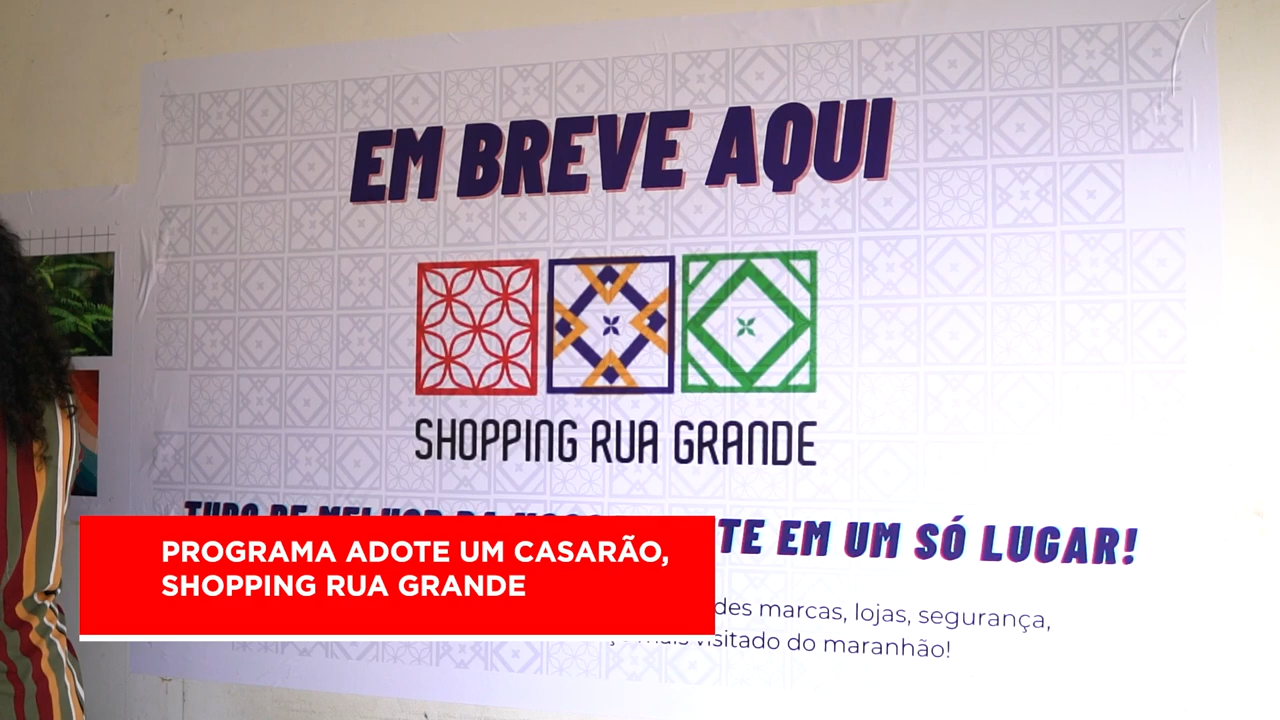 EM BREVE AQUI
SHOPPING RUA GRANDE
TE EM UM SÓ LUGAR!
PROGRAMA ADOTE UM CASARÃO,
SHOPPING RUA GRANDE
des marcas, lojas, segurança,
mais visitado do maranhão!